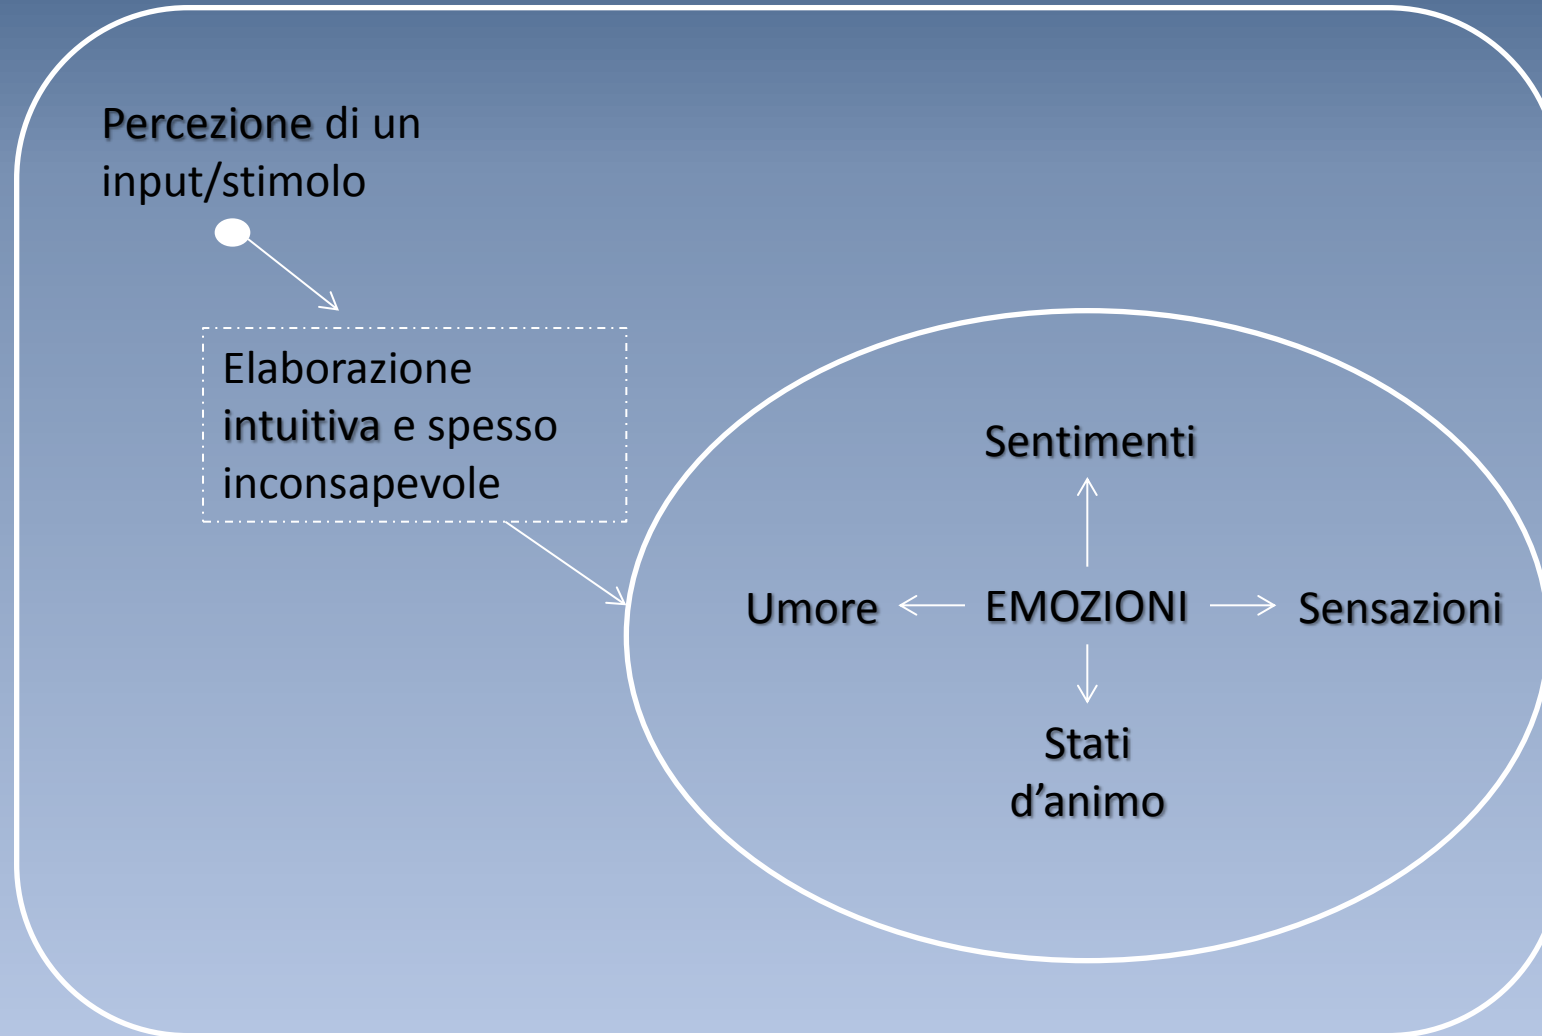 Percezione di un
input/stimolo
Elaborazione
intuitiva e spesso
inconsapevole
Sentimenti
Umore
EMOZIONI
Sensazioni
Stati
d’animo